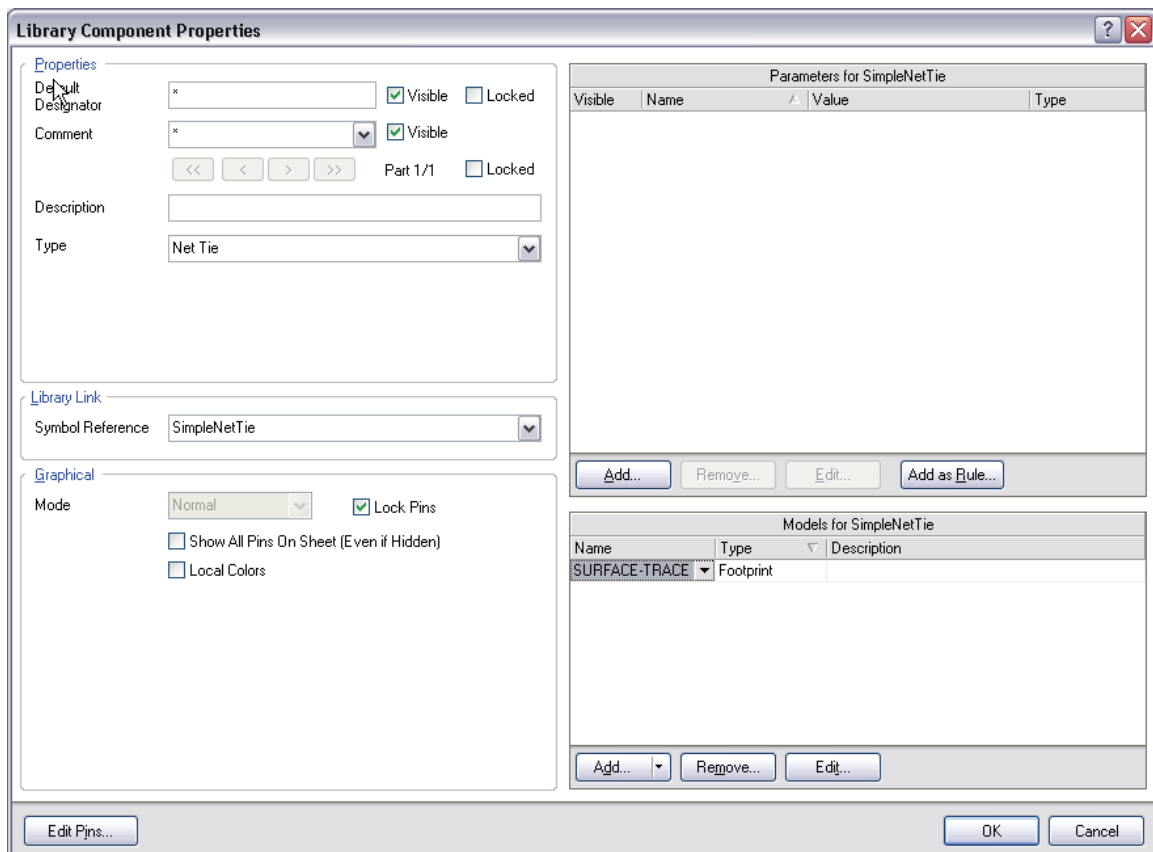 Library Component Properties
?
Properties
Default Designator
*
Visible
Locked
Comment
*
Visible
<<
<
>
>>
Part 1/1
Locked
Description
Type
Net Tie
Library Link
Symbol Reference
SimpleNetTie
Graphical
Mode
Normal
Lock Pins
Show All Pins On Sheet (Even if Hidden)
Local Colors
Parameters for SimpleNetTie
Visible
Name
Value
Type
Add...
Remove...
Edit...
Add as Rule...
Models for SimpleNetTie
Name
Type
Description
SURFACE-TRACE
Footprint
Add...
Remove...
Edit...
Edit Pins...
OK
Cancel